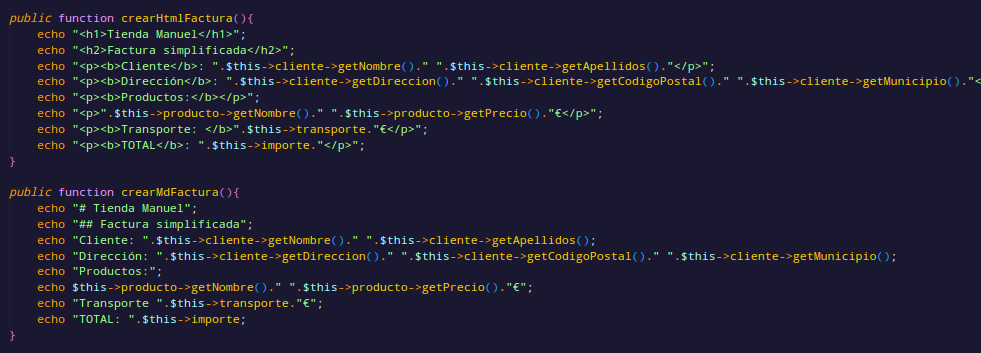 public function crearHtmlFactura(){
echo "<h1>Tienda Manuel</h1>";
echo "<h2>Factura simplificada</h2>";
echo "<p><b>Cliente</b>: ".$this->cliente->getNombre()." ".$this->cliente->getApellidos()."</p>";
echo "<p><b>Dirección</b>: ".$this->cliente->getDireccion()." ".$this->cliente->getCodigoPostal()." ".$this->cliente->getMunicipio()."<
echo "<p><b>Productos:</b></p>";
echo "<p>".$this->producto->getNombre()." ".$this->producto->getPrecio()."€</p>";
echo "<p><b>Transporte: </b>".$this->transporte."€</p>";
echo "<p><b>TOTAL</b>: ".$this->importe."</p>";
}
public function crearMdFactura(){
echo "# Tienda Manuel";
echo "## Factura simplificada";
echo "Cliente: ".$this->cliente->getNombre()." ".$this->cliente->getApellidos();
echo "Dirección: ".$this->cliente->getDireccion()." ".$this->cliente->getCodigoPostal()." ".$this->cliente->getMunicipio();
echo "Productos:";
echo $this->producto->getNombre()." ".$this->producto->getPrecio()."€";
echo "Transporte ".$this->transporte."€";
echo "TOTAL: ".$this->importe;
}